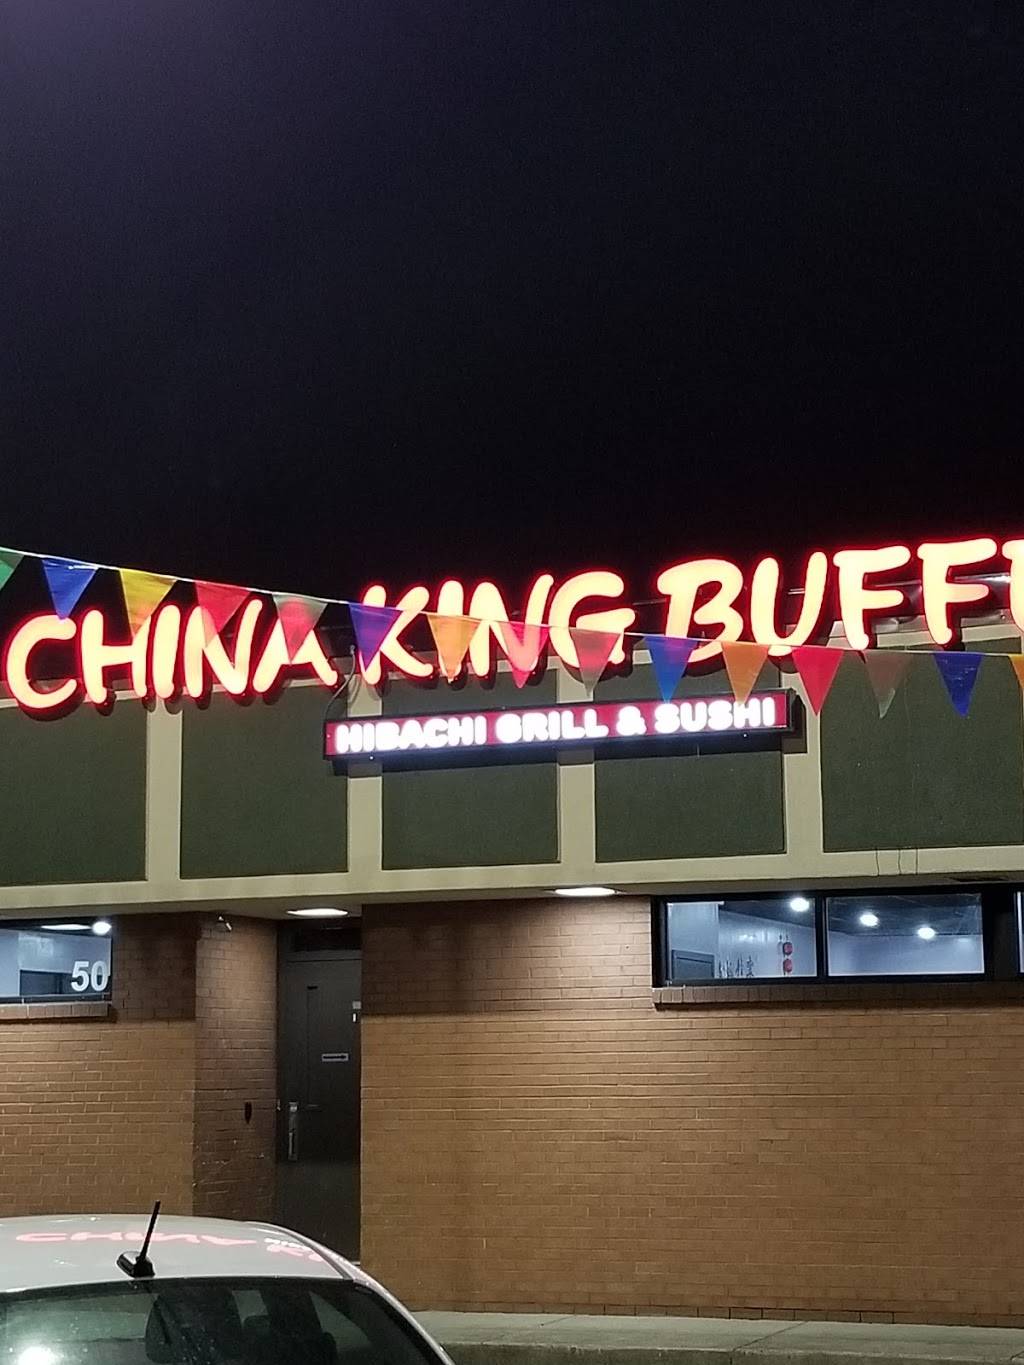 CHINA KING BUFF
HIBACHI GRILL & SUSHI
50